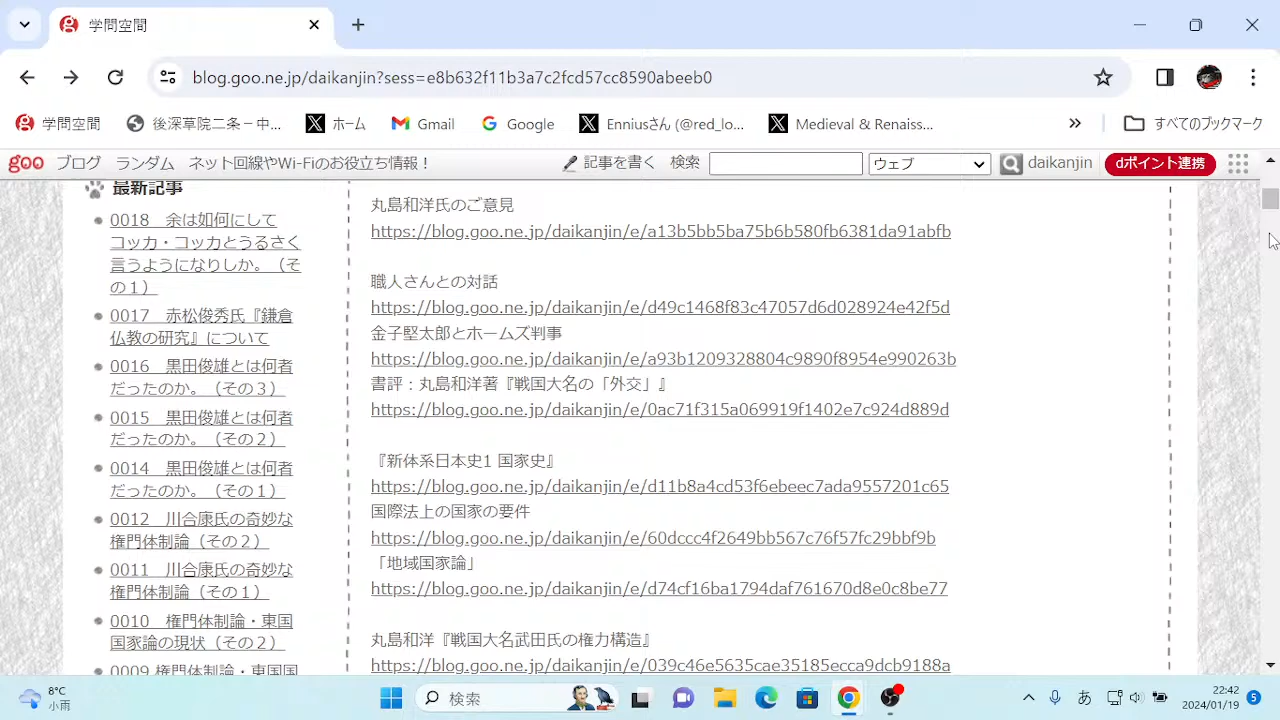 学問空間
blog.goo.ne.jp/daikanjin?sess=e8b632f11b3a7c2fcd57cc8590abeeb0
学問空間
後深草院二条－中...
ホーム
Gmail
Google
Enniusさん (@red_lo...
Medieval & Renaiss...
すべてのブックマーク
goo ブログ ランダム ネット回線やWi-Fiのお役立ち情報！
記事を書く 検索 ウェブ daikanjin dポイント連携
最新記事
0018　余は如何にして
コッカ・コッカとうるさく
言うようになりしか。（そ
の１）
0017　赤松俊秀氏『鎌倉
仏教の研究』について
0016　黒田俊雄とは何者
だったのか。（その３）
0015　黒田俊雄とは何者
だったのか。（その２）
0014　黒田俊雄とは何者
だったのか。（その１）
0012　川合康氏の奇妙な
権門体制論（その２）
0011　川合康氏の奇妙な
権門体制論（その１）
0010　権門体制論・東国
国家論の現状（その２）
0009 権門体制論・東国国
丸島和洋氏のご意見
https://blog.goo.ne.jp/daikanjin/e/a13b5bb5ba75b6b580fb6381da91abfb
職人さんとの対話
https://blog.goo.ne.jp/daikanjin/e/d49c1468f83c47057d6d028924e42f5d
金子堅太郎とホームズ判事
https://blog.goo.ne.jp/daikanjin/e/a93b1209328804c9890f8954e990263b
書評：丸島和洋著『戦国大名の「外交」』
https://blog.goo.ne.jp/daikanjin/e/0ac71f315a069919f1402e7c924d889d
『新体系日本史1 国家史』
https://blog.goo.ne.jp/daikanjin/e/d11b8a4cd53f6ebeec7ada9557201c65
国際法上の国家の要件
https://blog.goo.ne.jp/daikanjin/e/60dccc4f2649bb567c76f57fc29bbf9b
「地域国家論」
https://blog.goo.ne.jp/daikanjin/e/d74cf16ba1794daf761670d8e0c8be77
丸島和洋『戦国大名武田氏の権力構造』
https://blog.goo.ne.jp/daikanjin/e/039c46e5635cae35185ecca9dcb9188a
8°C
小雨
検索
あ
22:42
2024/01/19
5